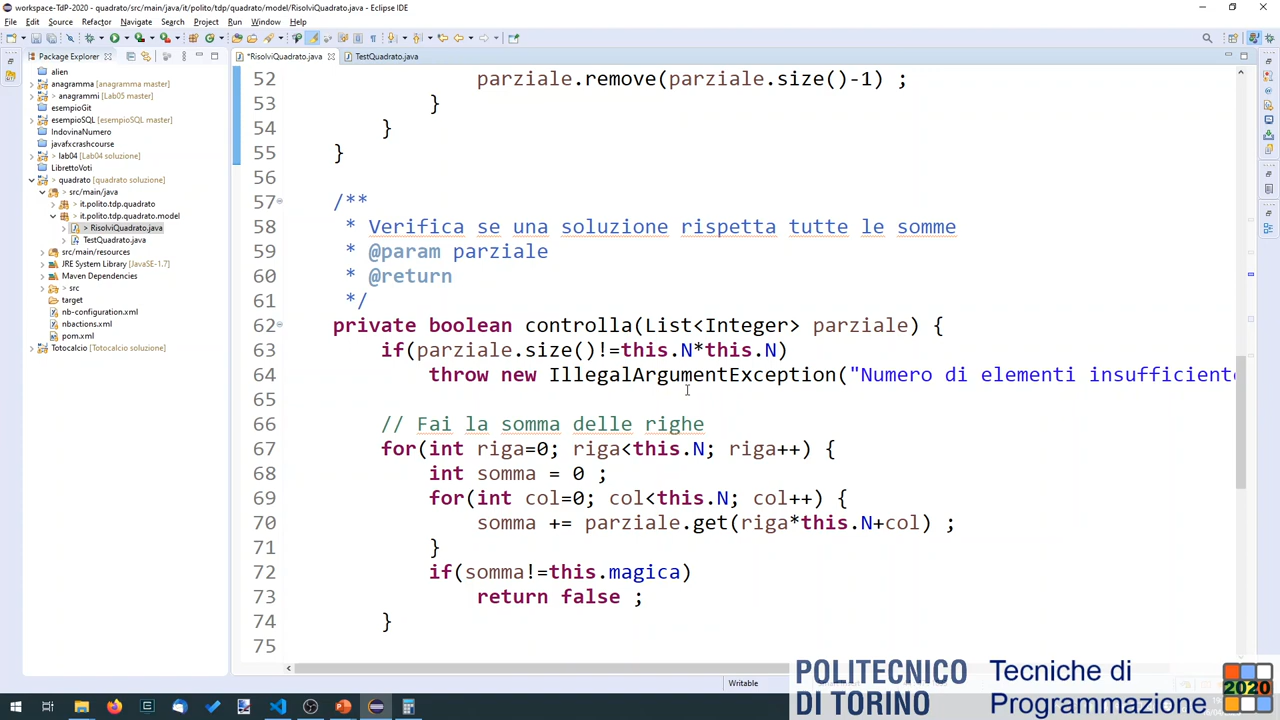 workspace-TdP-2020 - quadrato/src/main/java/it/polito/tdp/quadrato/model/RisolviQuadrato.java - Eclipse IDE
File Edit Source Refactor Navigate Search Project Run Window Help
Package Explorer
*RisolviQuadrato.java
TestQuadrato.java
alien
anagramma [anagramma master]
anagrammi [Lab05 master]
esempioGit
esempioSQL [esempioSQL master]
IndovinaNumero
javafxcrashcourse
lab04 [Lab04 soluzione]
LibrettoVoti
quadrato [quadrato soluzione]
src/main/java
it.polito.tdp.quadrato
it.polito.tdp.quadrato.model
> RisolviQuadrato.java
TestQuadrato.java
src/main/resources
JRE System Library [JavaSE-1.7]
Maven Dependencies
src
target
nb-configuration.xml
nbactions.xml
pom.xml
Totocalcio [Totocalcio soluzione]
52 parziale.remove(parziale.size()-1) ;
53 }
54 }
55 }
56
57 /**
58 * Verifica se una soluzione rispetta tutte le somme
59 * @param parziale
60 * @return
61 */
62 private boolean controlla(List<Integer> parziale) {
63 if(parziale.size()!=this.N*this.N)
64 throw new IllegalArgumentException("Numero di elementi insufficiente
65
66 // Fai la somma delle righe
67 for(int riga=0; riga<this.N; riga++) {
68 int somma = 0 ;
69 for(int col=0; col<this.N; col++) {
70 somma += parziale.get(riga*this.N+col) ;
71 }
72 if(somma!=this.magica)
73 return false ;
74 }
75
Writable
POLITECNICO
DI TORINO
Tecniche di
Programmazione
2020